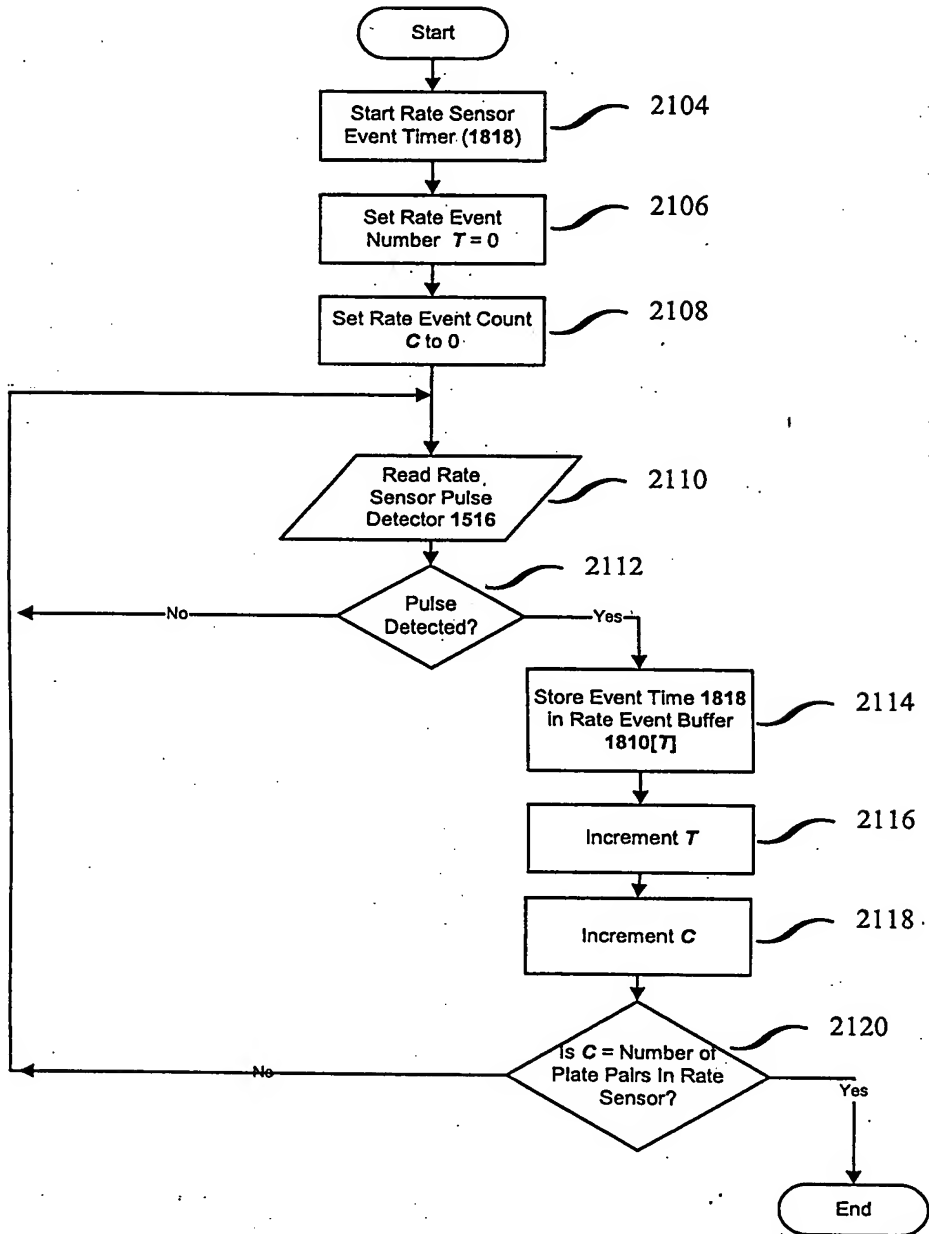 Start
Start Rate Sensor
Event Timer (1818)
2104
Set Rate Event
Number T = 0
2106
Set Rate Event Count
C to 0
2108
Read Rate
Sensor Pulse
Detector 1516
2110
Pulse
Detected?
2112
No
Yes
Store Event Time 1818
in Rate Event Buffer
1810[T]
2114
Increment T
2116
Increment C
2118
Is C = Number of
Plate Pairs In Rate
Sensor?
2120
No
Yes
End